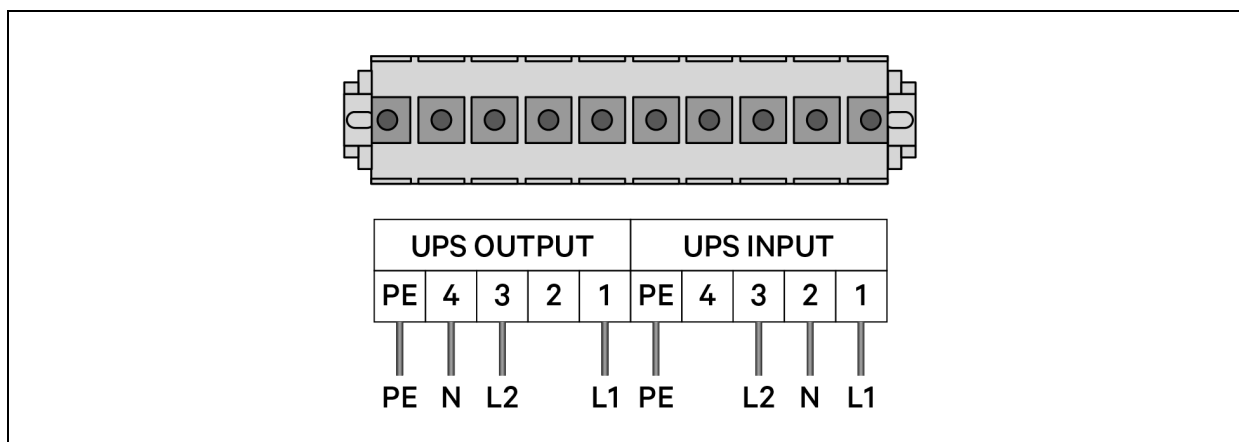 UPS OUTPUT UPS INPUT
PE 4 3 2 1 PE 4 3 2 1
PE N L2 L1 PE L2 N L1